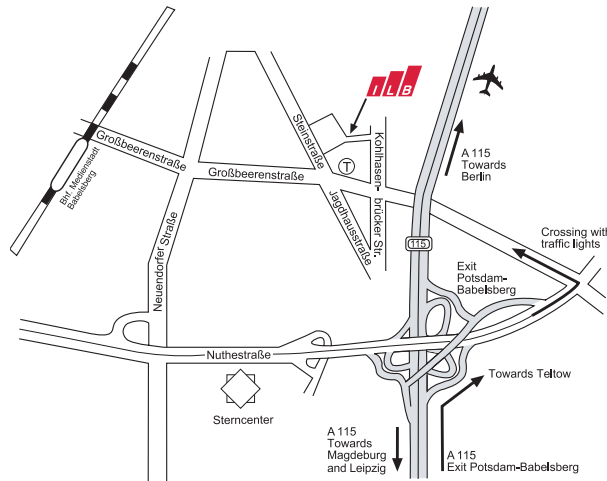 ILB
A 115
Towards
Berlin
Großbeerenstraße
Großbeerenstraße
Bhf. Medienstadt
Babelsberg
Steinstraße
T
Kohlhasen-
brücker Str.
Jagdhausstraße
Neuendorfer Straße
115
Crossing with
traffic lights
Exit
Potsdam-
Babelsberg
Nuthestraße
Sterncenter
Towards Teltow
A 115
Towards
Magdeburg
and Leipzig
A 115
Exit Potsdam-Babelsberg